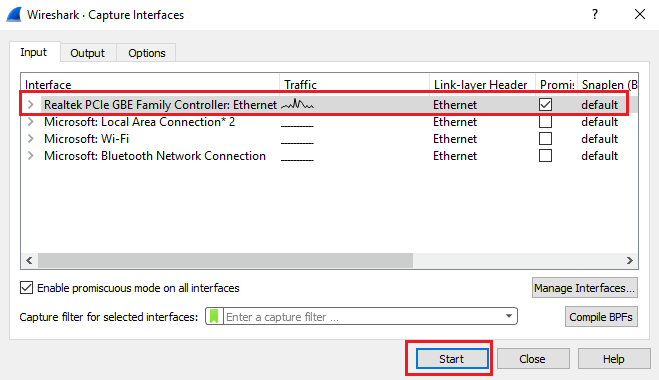 Wireshark · Capture Interfaces
Input Output Options
Interface Traffic Link-layer Header Promis Snaplen (B
Realtek PCIe GBE Family Controller: Ethernet Ethernet default
Microsoft: Local Area Connection* 2 Ethernet default
Microsoft: Wi-Fi Ethernet default
Microsoft: Bluetooth Network Connection Ethernet default
Enable promiscuous mode on all interfaces Manage Interfaces...
Capture filter for selected interfaces: Enter a capture filter ... Compile BPFs
Start Close Help